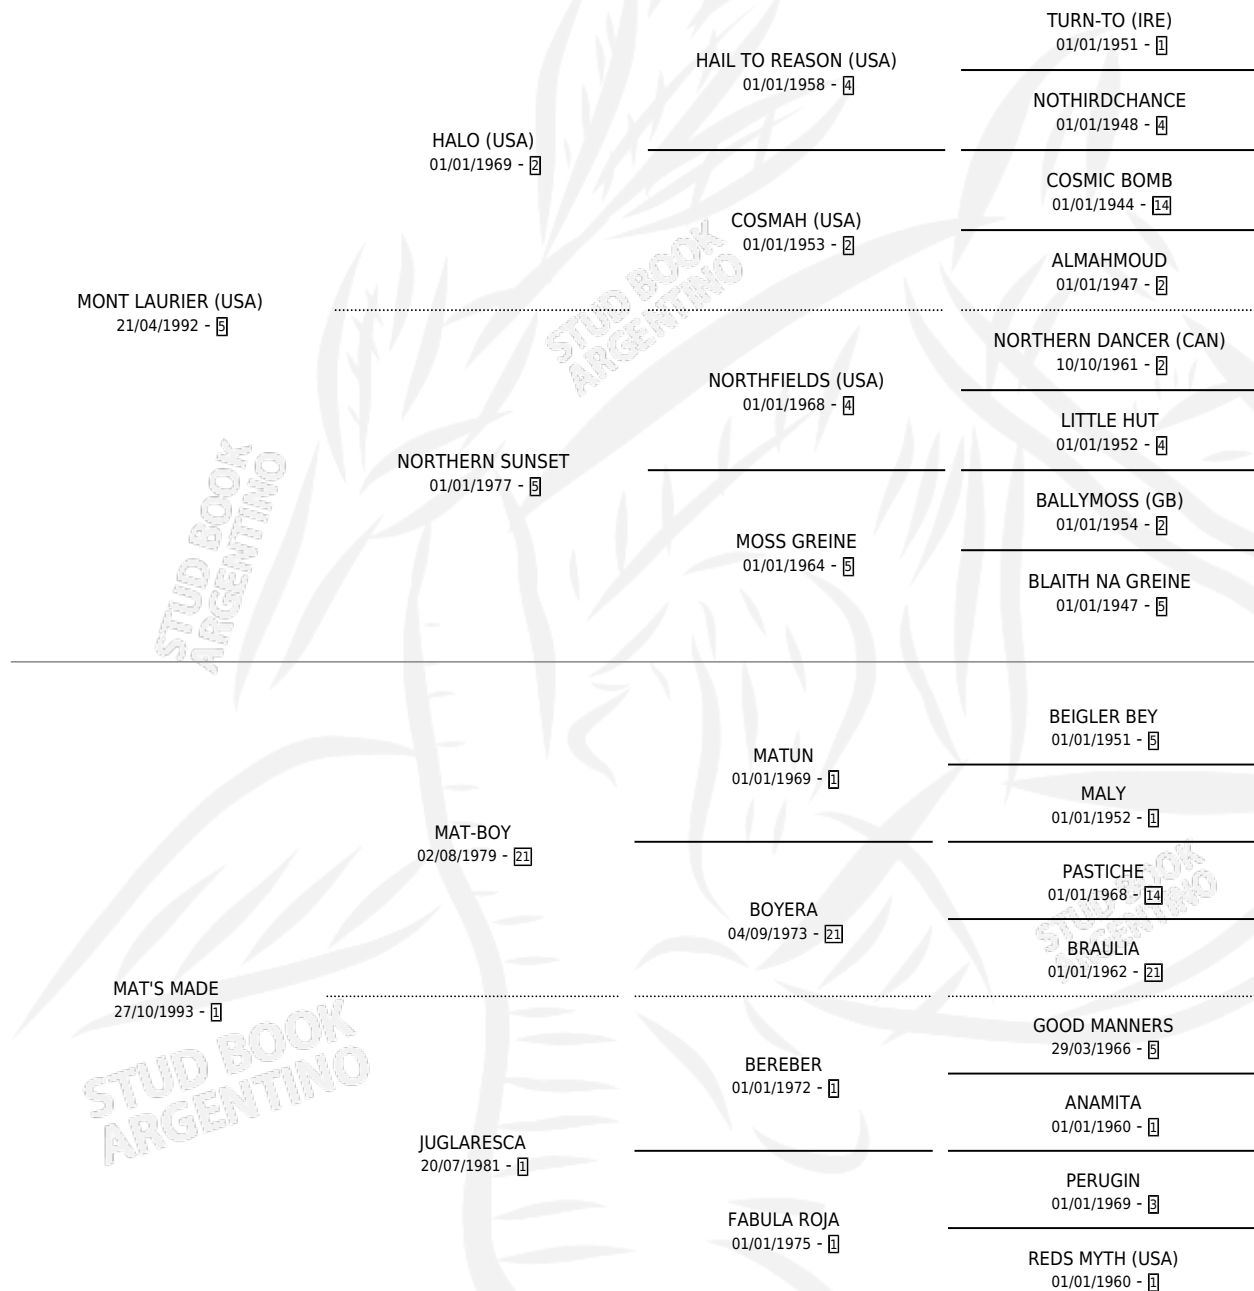 TURN-TO (IRE)
01/01/1951 - 1
HAIL TO REASON (USA)
01/01/1958 - 4
NOTHIRDCHANCE
01/01/1948 - 4
HALO (USA)
01/01/1969 - 2
COSMIC BOMB
01/01/1944 - 14
COSMAH (USA)
01/01/1953 - 2
ALMAHMOUD
01/01/1947 - 2
MONT LAURIER (USA)
21/04/1992 - 5
NORTHERN DANCER (CAN)
10/10/1961 - 2
NORTHFIELDS (USA)
01/01/1968 - 4
LITTLE HUT
01/01/1952 - 4
NORTHERN SUNSET
01/01/1977 - 5
BALLYMOSS (GB)
01/01/1954 - 2
MOSS GREINE
01/01/1964 - 5
BLAITH NA GREINE
01/01/1947 - 5
BEIGLER BEY
01/01/1951 - 5
MATUN
01/01/1969 - 1
MALY
01/01/1952 - 1
MAT-BOY
02/08/1979 - 21
PASTICHE
01/01/1968 - 14
BOYERA
04/09/1973 - 21
BRAULIA
01/01/1962 - 21
MAT'S MADE
27/10/1993 - 1
GOOD MANNERS
29/03/1966 - 5
BEREBER
01/01/1972 - 1
ANAMITA
01/01/1960 - 1
JUGLARESCA
20/07/1981 - 1
PERUGIN
01/01/1969 - 3
FABULA ROJA
01/01/1975 - 1
REDS MYTH (USA)
01/01/1960 - 1
STUD BOOK
ARGENTINO
STUD BOOK
ARGENTINO
STUD BOOK
ARGENTINO
STUD BOOK
ARGENTINO